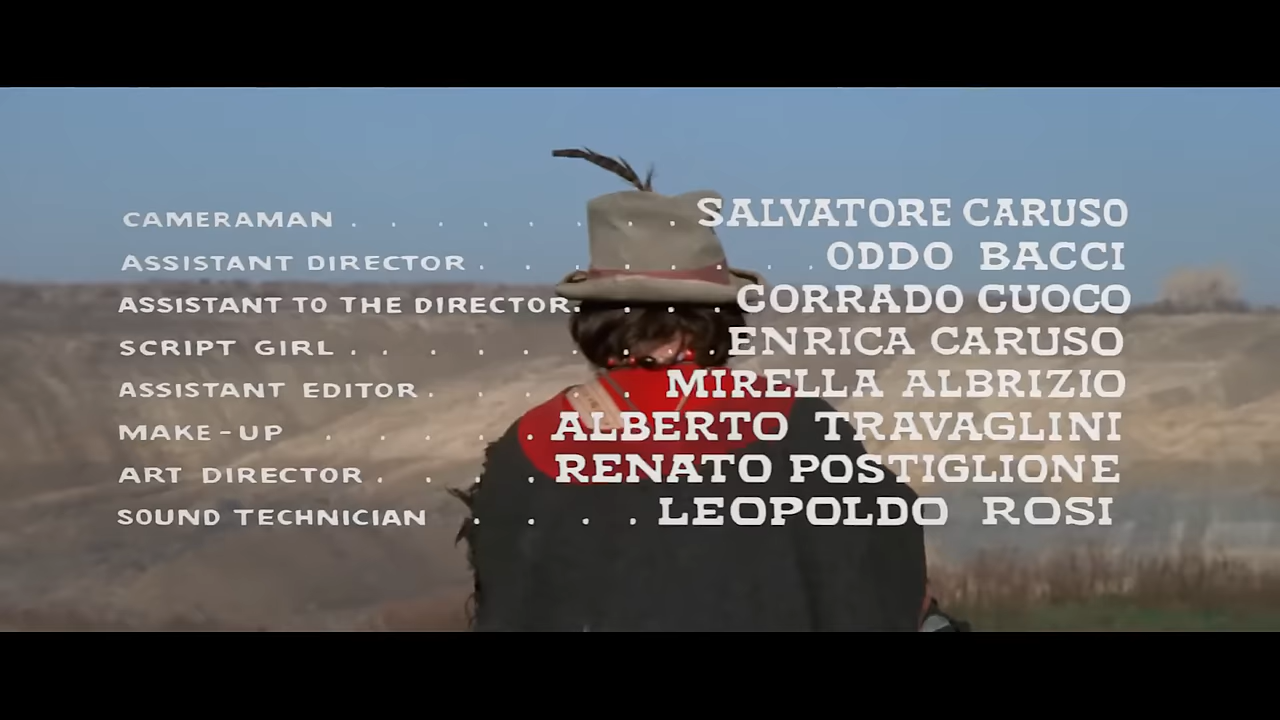 CAMERAMAN . . . . . . . . SALVATORE CARUSO
ASSISTANT DIRECTOR . . . . . . . . ODDO BACCI
ASSISTANT TO THE DIRECTOR. . . . . CORRADO CUOCO
SCRIPT GIRL . . . . . . . . . ENRICA CARUSO
ASSISTANT EDITOR . . . . . . MIRELLA ALBRIZIO
MAKE-UP . . . . . . ALBERTO TRAVAGLINI
ART DIRECTOR . . . . . RENATO POSTIGLIONE
SOUND TECHNICIAN . . . . . LEOPOLDO ROSI